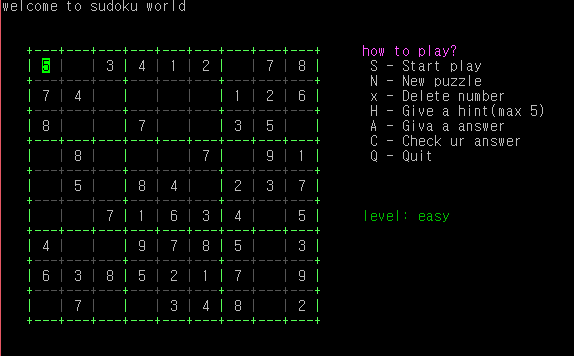 welcome to sudoku world
5 3 4 1 2 7 8
7 4 1 2 6
8 7 3 5
8 7 9 1
5 8 4 2 3 7
7 1 6 3 4 5
4 9 7 8 5 3
6 3 8 5 2 1 7 9
7 3 4 8 2
how to play?
S - Start play
N - New puzzle
x - Delete number
H - Give a hint(max 5)
A - Giva a answer
C - Check ur answer
Q - Quit
level: easy